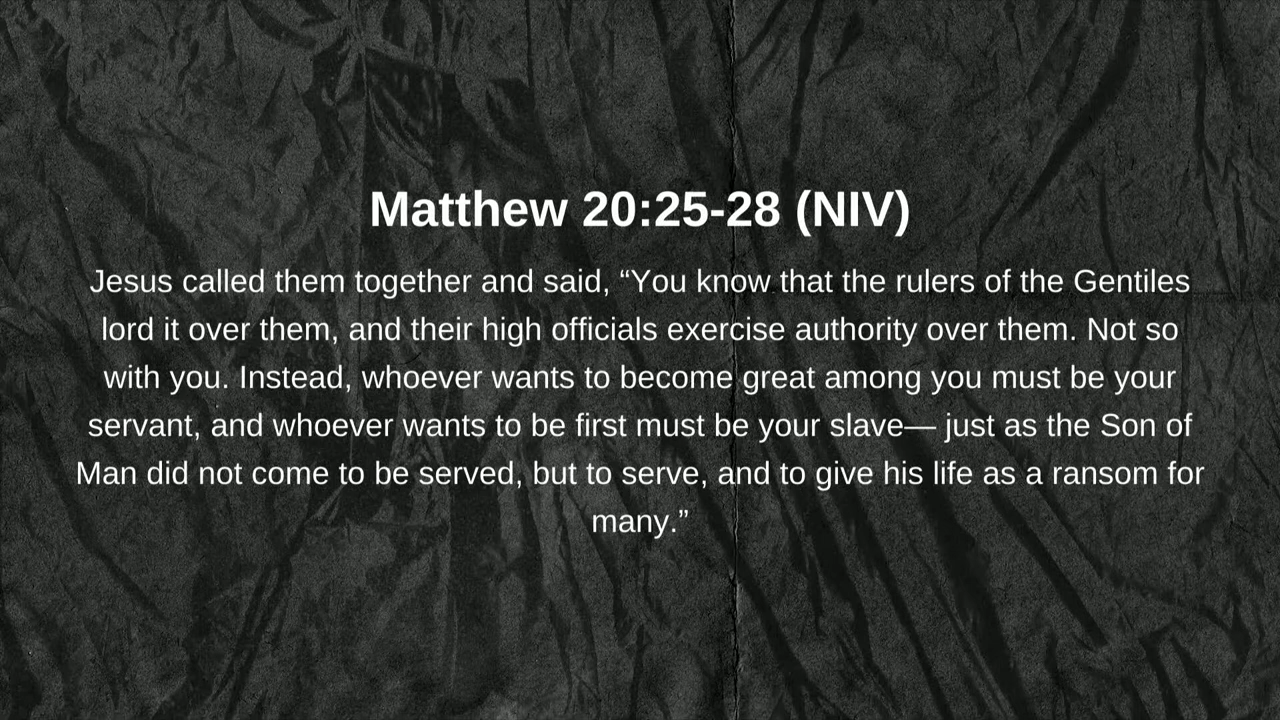 Matthew 20:25-28 (NIV)
Jesus called them together and said, “You know that the rulers of the Gentiles
lord it over them, and their high officials exercise authority over them. Not so
with you. Instead, whoever wants to become great among you must be your
servant, and whoever wants to be first must be your slave— just as the Son of
Man did not come to be served, but to serve, and to give his life as a ransom for
many.”